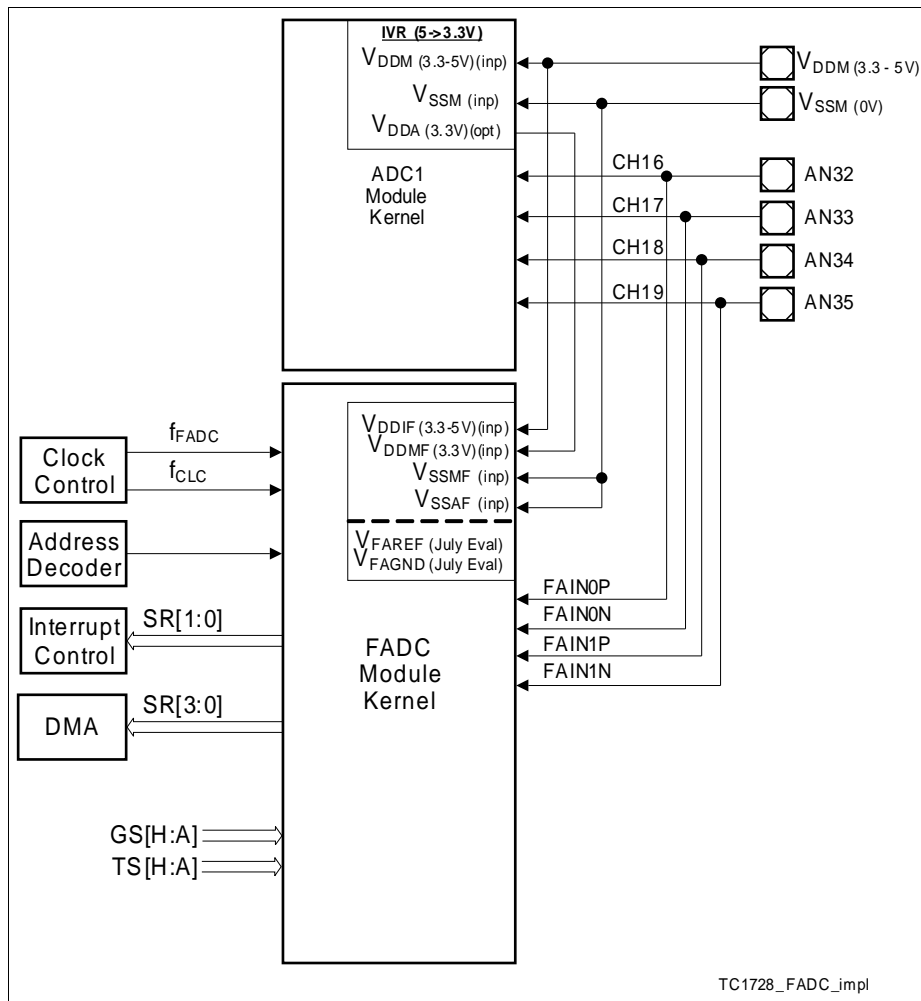 IVR (5->3.3V)
VDDM (3.3-5V)(inp)
VSSM (inp)
VDDA (3.3V)(opt)
VDDM (3.3 - 5V)
VSSM (0V)
ADC1
Module
Kernel
CH16
AN32
CH17
AN33
CH18
AN34
CH19
AN35
VDDIF (3.3-5V)(inp)
VDDMF (3.3V)(inp)
VSSMF (inp)
VSSAF (inp)
VFAREF (July Eval)
VFAGND (July Eval)
Clock
Control
fFADC
fCLC
Address
Decoder
Interrupt
Control
SR[1:0]
DMA
SR[3:0]
FADC
Module
Kernel
FAIN0P
FAIN0N
FAIN1P
FAIN1N
GS[H:A]
TS[H:A]
TC1728_FADC_impl